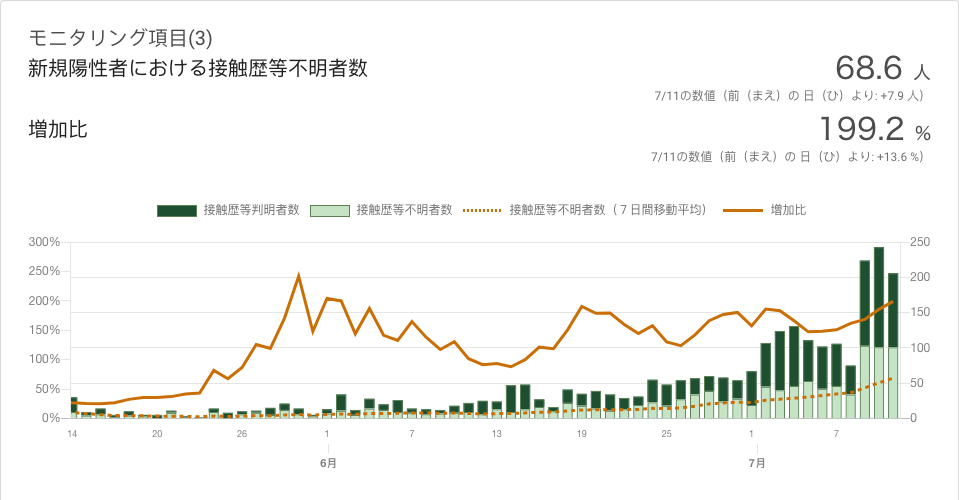 モニタリング項目(3)
新規陽性者における接触歴等不明者数
68.6 人
7/11の数値（前（まえ）の 日（ひ）より: +7.9 人）
増加比
199.2 %
7/11の数値（前（まえ）の 日（ひ）より: +13.6 %）
接触歴等判明者数 接触歴等不明者数 接触歴等不明者数（７日間移動平均） 増加比
300% 250
250% 200
200% 150
150% 100
100% 50
50% 0
0%
14 20 26 1 7 13 19 25 1 7
6月 7月